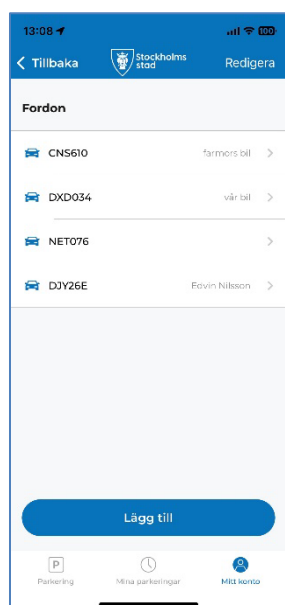 13:08
100
Tillbaka
Stockholms
stad
Redigera
Fordon
CNS610 farmors bil
DXD034 vår bil
NET076
DJY26E Edvin Nilsson
Lägg till
P
Parkering Mina parkeringar Mitt konto